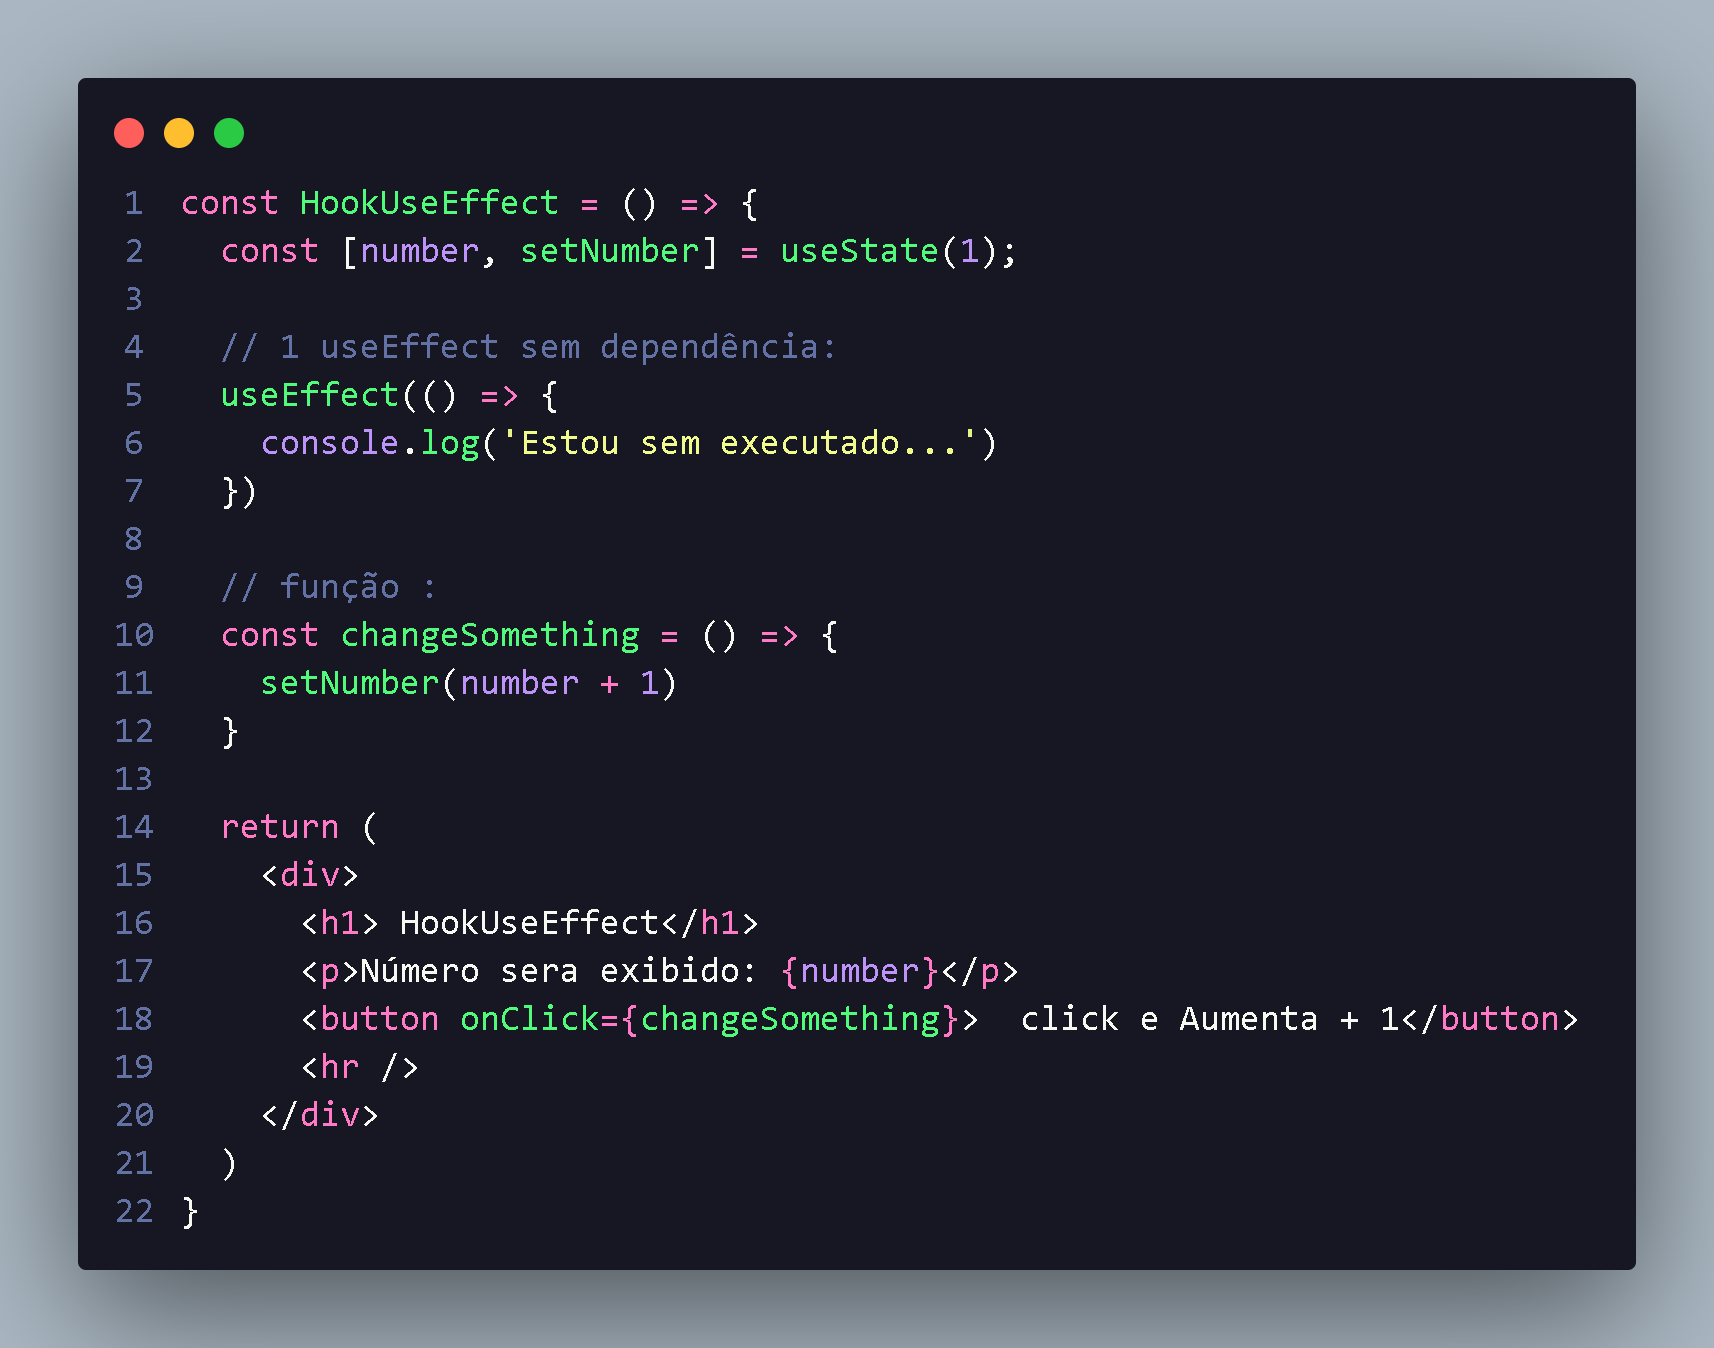 1 const HookUseEffect = () => {
2 const [number, setNumber] = useState(1);
3
4 // 1 useEffect sem dependência:
5 useEffect(() => {
6 console.log('Estou sem executado...')
7 })
8
9 // função :
10 const changeSomething = () => {
11 setNumber(number + 1)
12 }
13
14 return (
15 <div>
16 <h1> HookUseEffect</h1>
17 <p>Número sera exibido: {number}</p>
18 <button onClick={changeSomething}>  click e Aumenta + 1</button>
19 <hr />
20 </div>
21 )
22 }